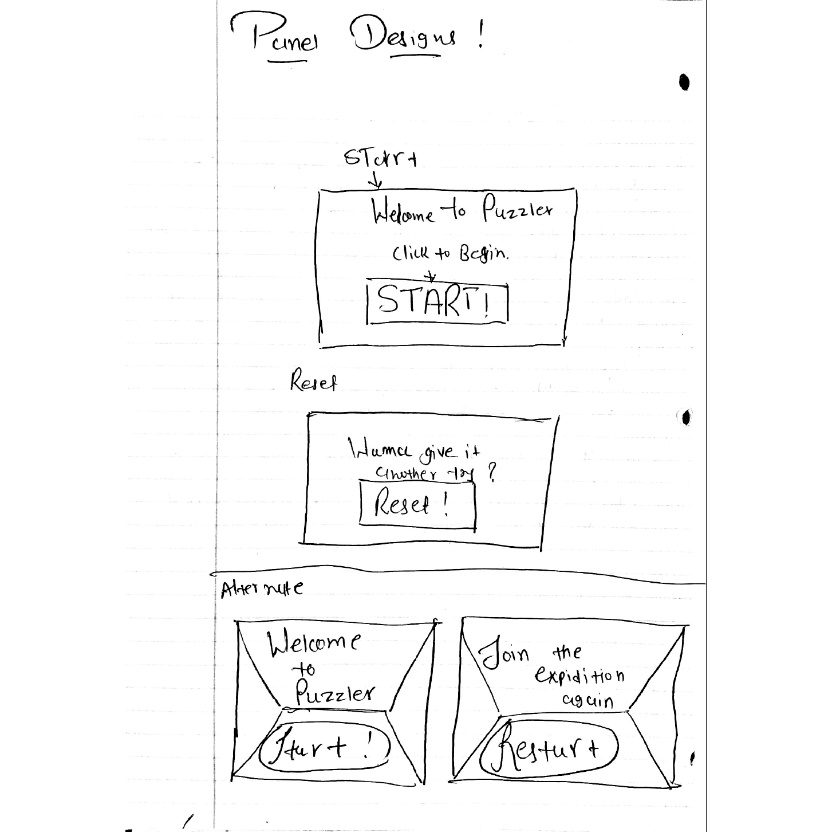 Panel Designs !
START
Welcome to Puzzler
Click to Begin.
START!
Reset
Wanna give it
another try ?
Reset !
Alternate
Welcome
to
Puzzler
Start !
Join the
expidition
again
Restart